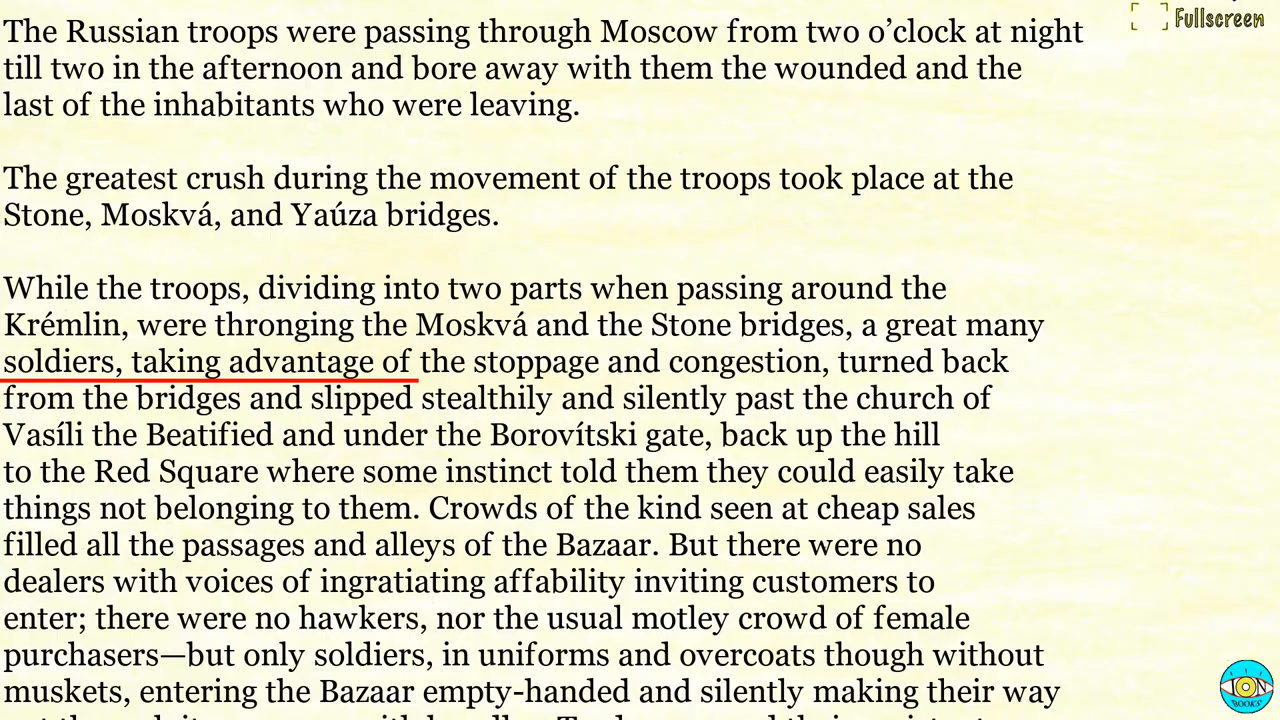 Fullscreen
The Russian troops were passing through Moscow from two o’clock at night
till two in the afternoon and bore away with them the wounded and the
last of the inhabitants who were leaving.
The greatest crush during the movement of the troops took place at the
Stone, Moskvá, and Yaúza bridges.
While the troops, dividing into two parts when passing around the
Krémlin, were thronging the Moskvá and the Stone bridges, a great many
soldiers, taking advantage of the stoppage and congestion, turned back
from the bridges and slipped stealthily and silently past the church of
Vasíli the Beatified and under the Borovítski gate, back up the hill
to the Red Square where some instinct told them they could easily take
things not belonging to them. Crowds of the kind seen at cheap sales
filled all the passages and alleys of the Bazaar. But there were no
dealers with voices of ingratiating affability inviting customers to
enter; there were no hawkers, nor the usual motley crowd of female
purchasers—but only soldiers, in uniforms and overcoats though without
muskets, entering the Bazaar empty-handed and silently making their way
ION
BOOKS